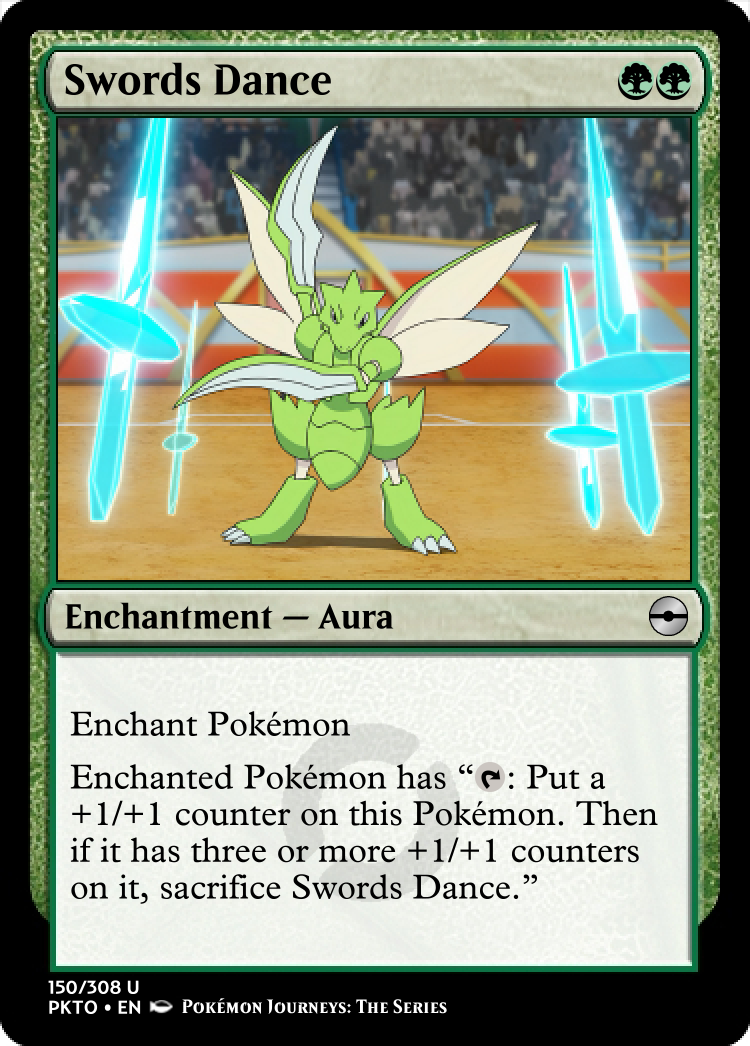 Swords Dance
Enchantment — Aura
Enchant Pokémon
Enchanted Pokémon has “: Put a
+1/+1 counter on this Pokémon. Then
if it has three or more +1/+1 counters
on it, sacrifice Swords Dance.”
150/308 U
PKTO • EN Pokémon Journeys: The Series